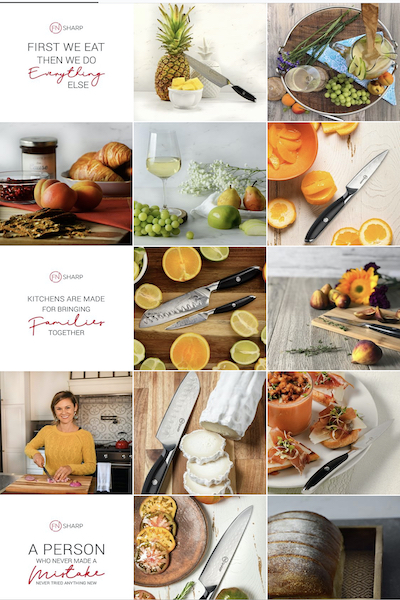 FN SHARP
FIRST WE EAT
THEN WE DO
Everything
ELSE
FN SHARP
KITCHENS ARE MADE
FOR BRINGING
Families
TOGETHER
FN SHARP
A PERSON
WHO NEVER MADE A
Mistake
NEVER TRIED ANYTHING NEW